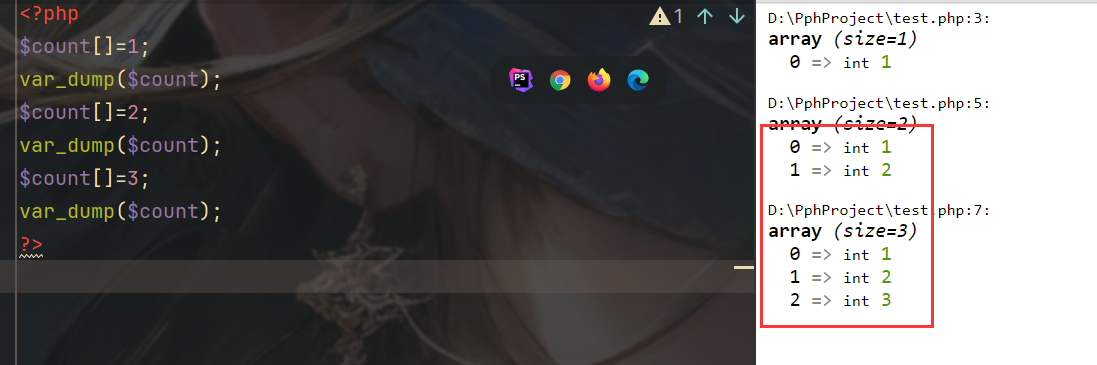 <?php
$count[]=1;
var_dump($count);
$count[]=2;
var_dump($count);
$count[]=3;
var_dump($count);
?>
1
PS
D:\PphProject\test.php:3:
array (size=1)
0 => int 1
D:\PphProject\test.php:5:
array (size=2)
0 => int 1
1 => int 2
D:\PphProject\test.php:7:
array (size=3)
0 => int 1
1 => int 2
2 => int 3